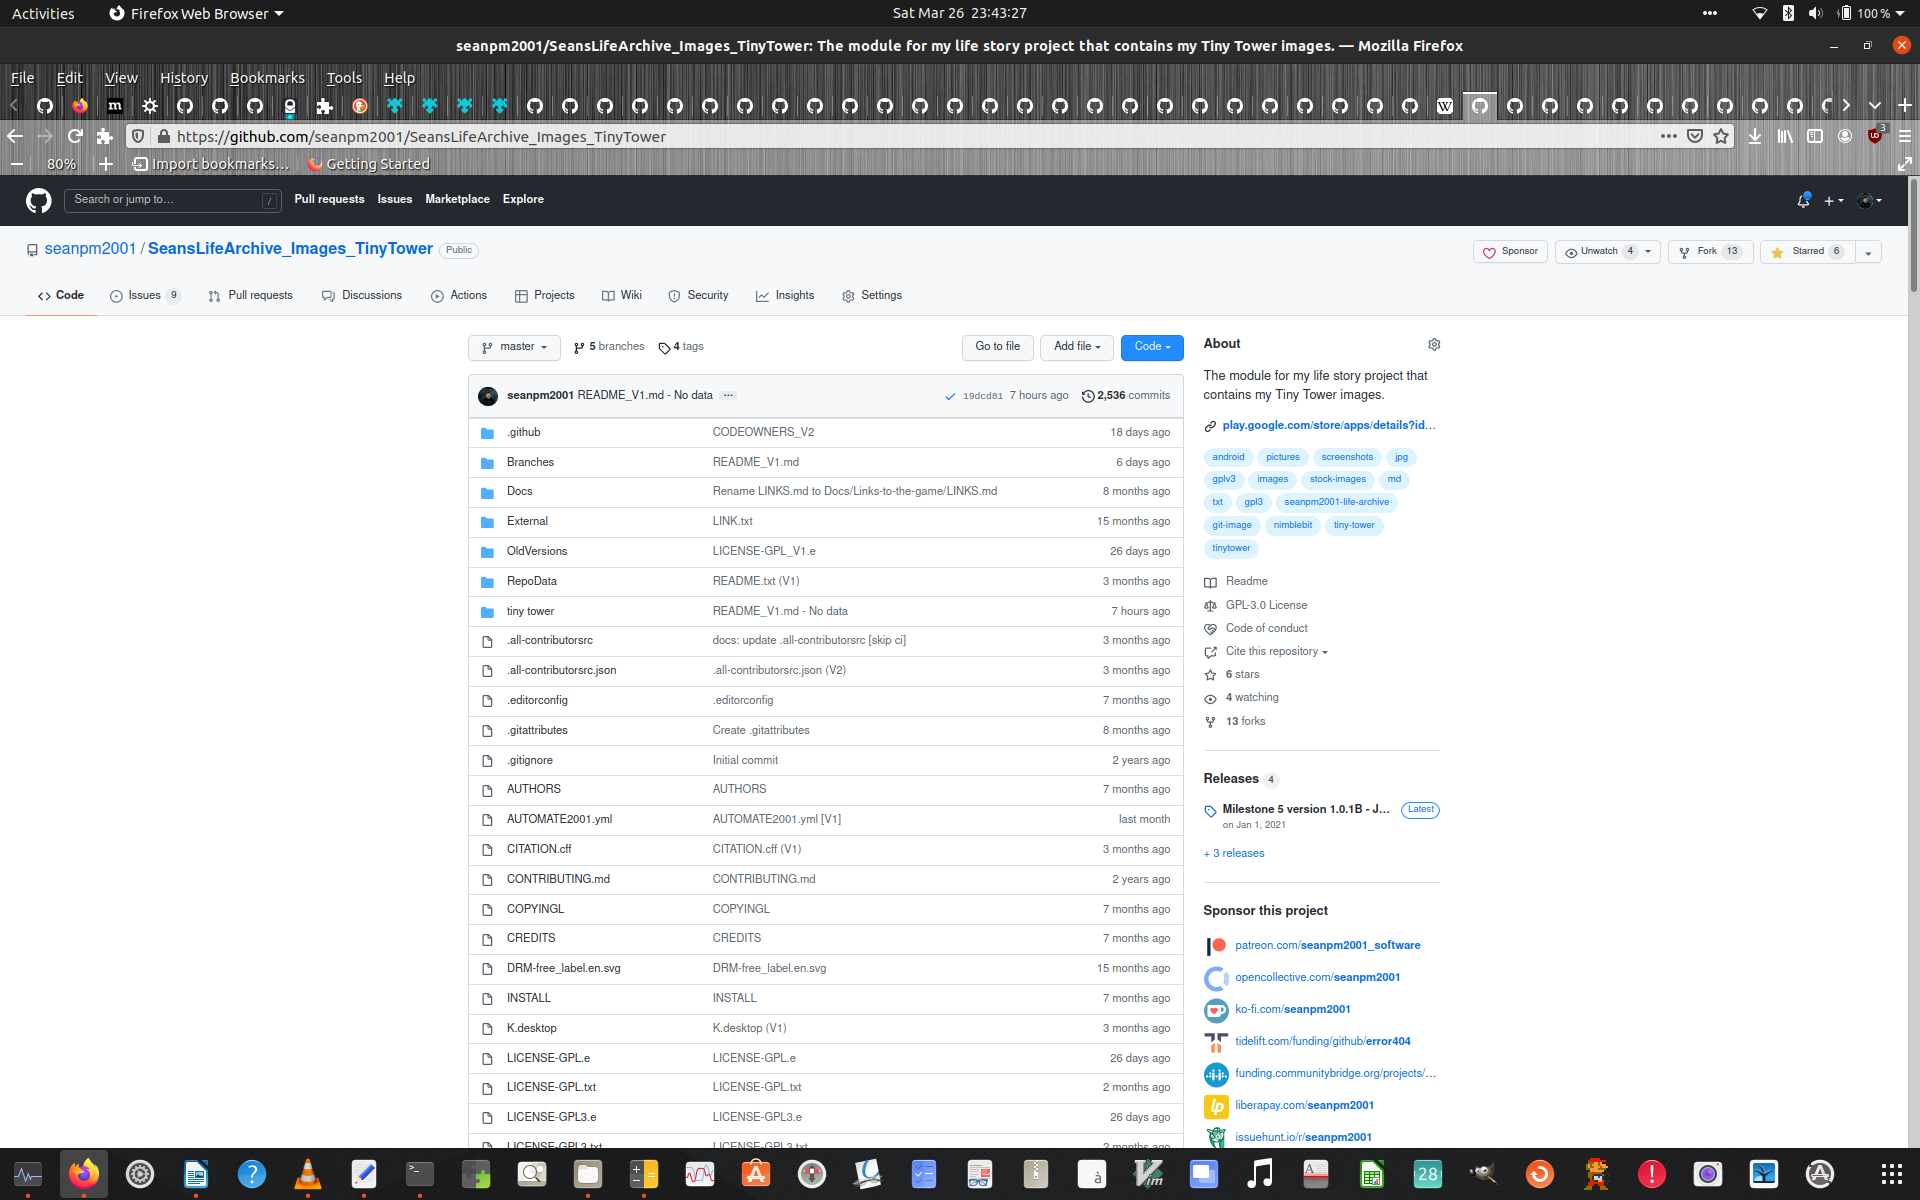 Activities Firefox Web Browser Sat Mar 26 23:43:27 100 %
seanpm2001/SeansLifeArchive_Images_TinyTower: The module for my life story project that contains my Tiny Tower images. — Mozilla Firefox
File Edit View History Bookmarks Tools Help
https://github.com/seanpm2001/SeansLifeArchive_Images_TinyTower 3
80% Import bookmarks... Getting Started
Search or jump to... / Pull requests Issues Marketplace Explore
seanpm2001 / SeansLifeArchive_Images_TinyTower Public Sponsor Unwatch 4 Fork 13 Starred 6
Code Issues 9 Pull requests Discussions Actions Projects Wiki Security Insights Settings
master 5 branches 4 tags Go to file Add file Code
seanpm2001 README_V1.md - No data ... 19dcd81 7 hours ago 2,536 commits
.github CODEOWNERS_V2 18 days ago
Branches README_V1.md 6 days ago
Docs Rename LINKS.md to Docs/Links-to-the-game/LINKS.md 8 months ago
External LINK.txt 15 months ago
OldVersions LICENSE-GPL_V1.e 26 days ago
RepoData README.txt (V1) 3 months ago
tiny tower README_V1.md - No data 7 hours ago
.all-contributorsrc docs: update .all-contributorsrc [skip ci] 3 months ago
.all-contributorsrc.json .all-contributorsrc.json (V2) 3 months ago
.editorconfig .editorconfig 7 months ago
.gitattributes Create .gitattributes 8 months ago
.gitignore Initial commit 2 years ago
AUTHORS AUTHORS 7 months ago
AUTOMATE2001.yml AUTOMATE2001.yml [V1] last month
CITATION.cff CITATION.cff (V1) 3 months ago
CONTRIBUTING.md CONTRIBUTING.md 2 years ago
COPYINGL COPYINGL 7 months ago
CREDITS CREDITS 7 months ago
DRM-free_label.en.svg DRM-free_label.en.svg 15 months ago
INSTALL INSTALL 7 months ago
K.desktop K.desktop (V1) 3 months ago
LICENSE-GPL.e LICENSE-GPL.e 26 days ago
LICENSE-GPL.txt LICENSE-GPL.txt 2 months ago
LICENSE-GPL3.e LICENSE-GPL3.e 26 days ago
LICENSE-GPL3.txt LICENSE-GPL3.txt 2 months ago
About
The module for my life story project that
contains my Tiny Tower images.
play.google.com/store/apps/details?id...
android pictures screenshots jpg
gplv3 images stock-images md
txt gpl3 seanpm2001-life-archive
git-image nimblebit tiny-tower
tinytower
Readme
GPL-3.0 License
Code of conduct
Cite this repository
6 stars
4 watching
13 forks
Releases 4
Milestone 5 version 1.0.1B - J... Latest
on Jan 1, 2021
+ 3 releases
Sponsor this project
patreon.com/seanpm2001_software
opencollective.com/seanpm2001
ko-fi.com/seanpm2001
tidelift.com/funding/github/error404
funding.communitybridge.org/projects/...
liberapay.com/seanpm2001
issuehunt.io/r/seanpm2001
28